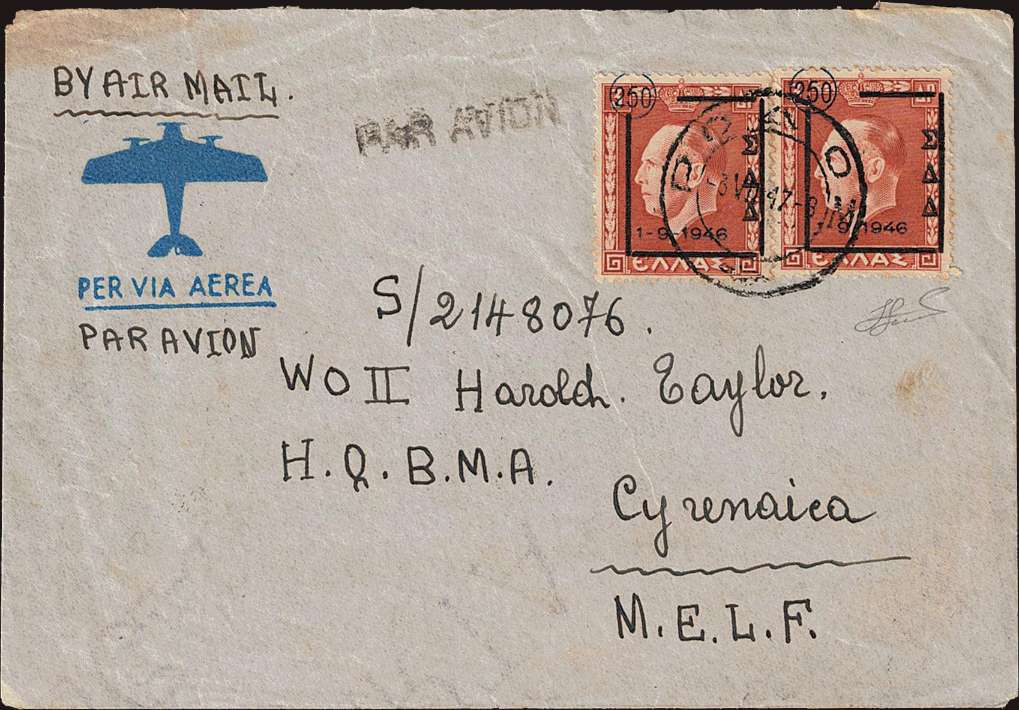 BY AIR MAIL.
PAR AVION
PER VIA AEREA
PAR AVION
250
ΣΔΔ
1-9-1946
ΕΛΛΑΣ
250
ΣΔΔ
9-1946
ΕΛΛΑΣ
S/2148076.
WO II Harold. Taylor.
H.Q.B.M.A.
Cyrenaica
M.E.L.F.